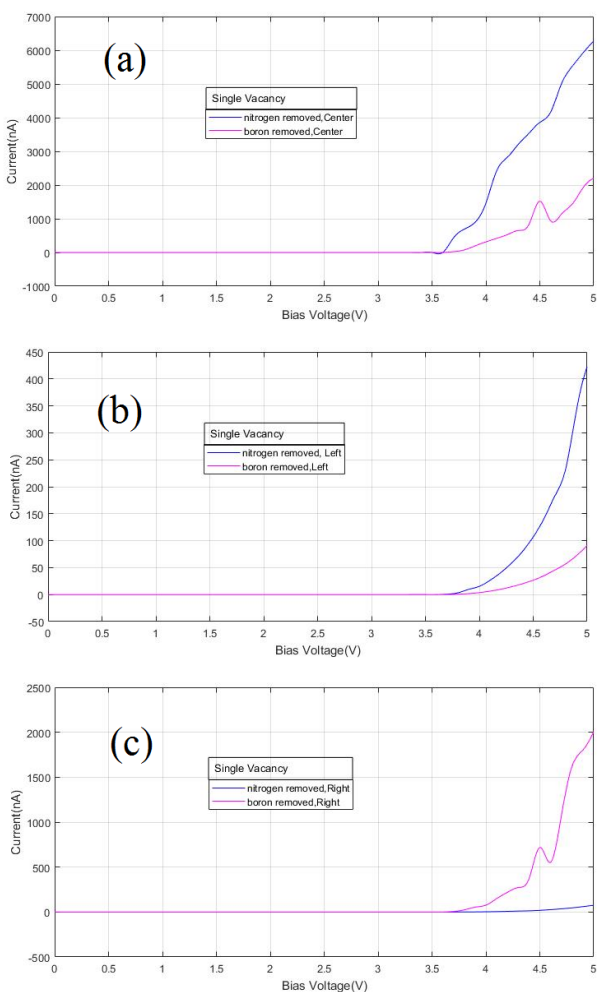 (a)
7000
6000
5000
4000
3000
2000
1000
0
-1000
Current(nA)
Single Vacancy
nitrogen removed,Center
boron removed,Center
0 0.5 1 1.5 2 2.5 3 3.5 4 4.5 5
Bias Voltage(V)
(b)
450
400
350
300
250
200
150
100
50
0
-50
Current(nA)
Single Vacancy
nitrogen removed, Left
boron removed,Left
0 0.5 1 1.5 2 2.5 3 3.5 4 4.5 5
Bias Voltage(V)
(c)
2500
2000
1500
1000
500
0
-500
Current(nA)
Single Vacancy
nitrogen removed,Right
boron removed,Right
0 0.5 1 1.5 2 2.5 3 3.5 4 4.5 5
Bias Voltage(V)